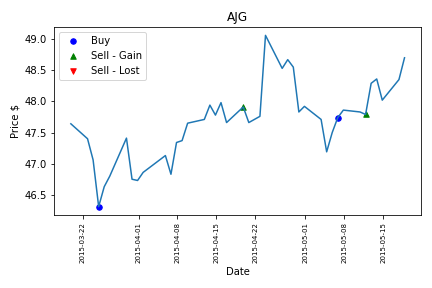 AJG
Buy
Sell - Gain
Sell - Lost
49.0
48.5
48.0
47.5
47.0
46.5
Price $
2015-03-22
2015-04-01
2015-04-08
2015-04-15
2015-04-22
2015-05-01
2015-05-08
2015-05-15
Date